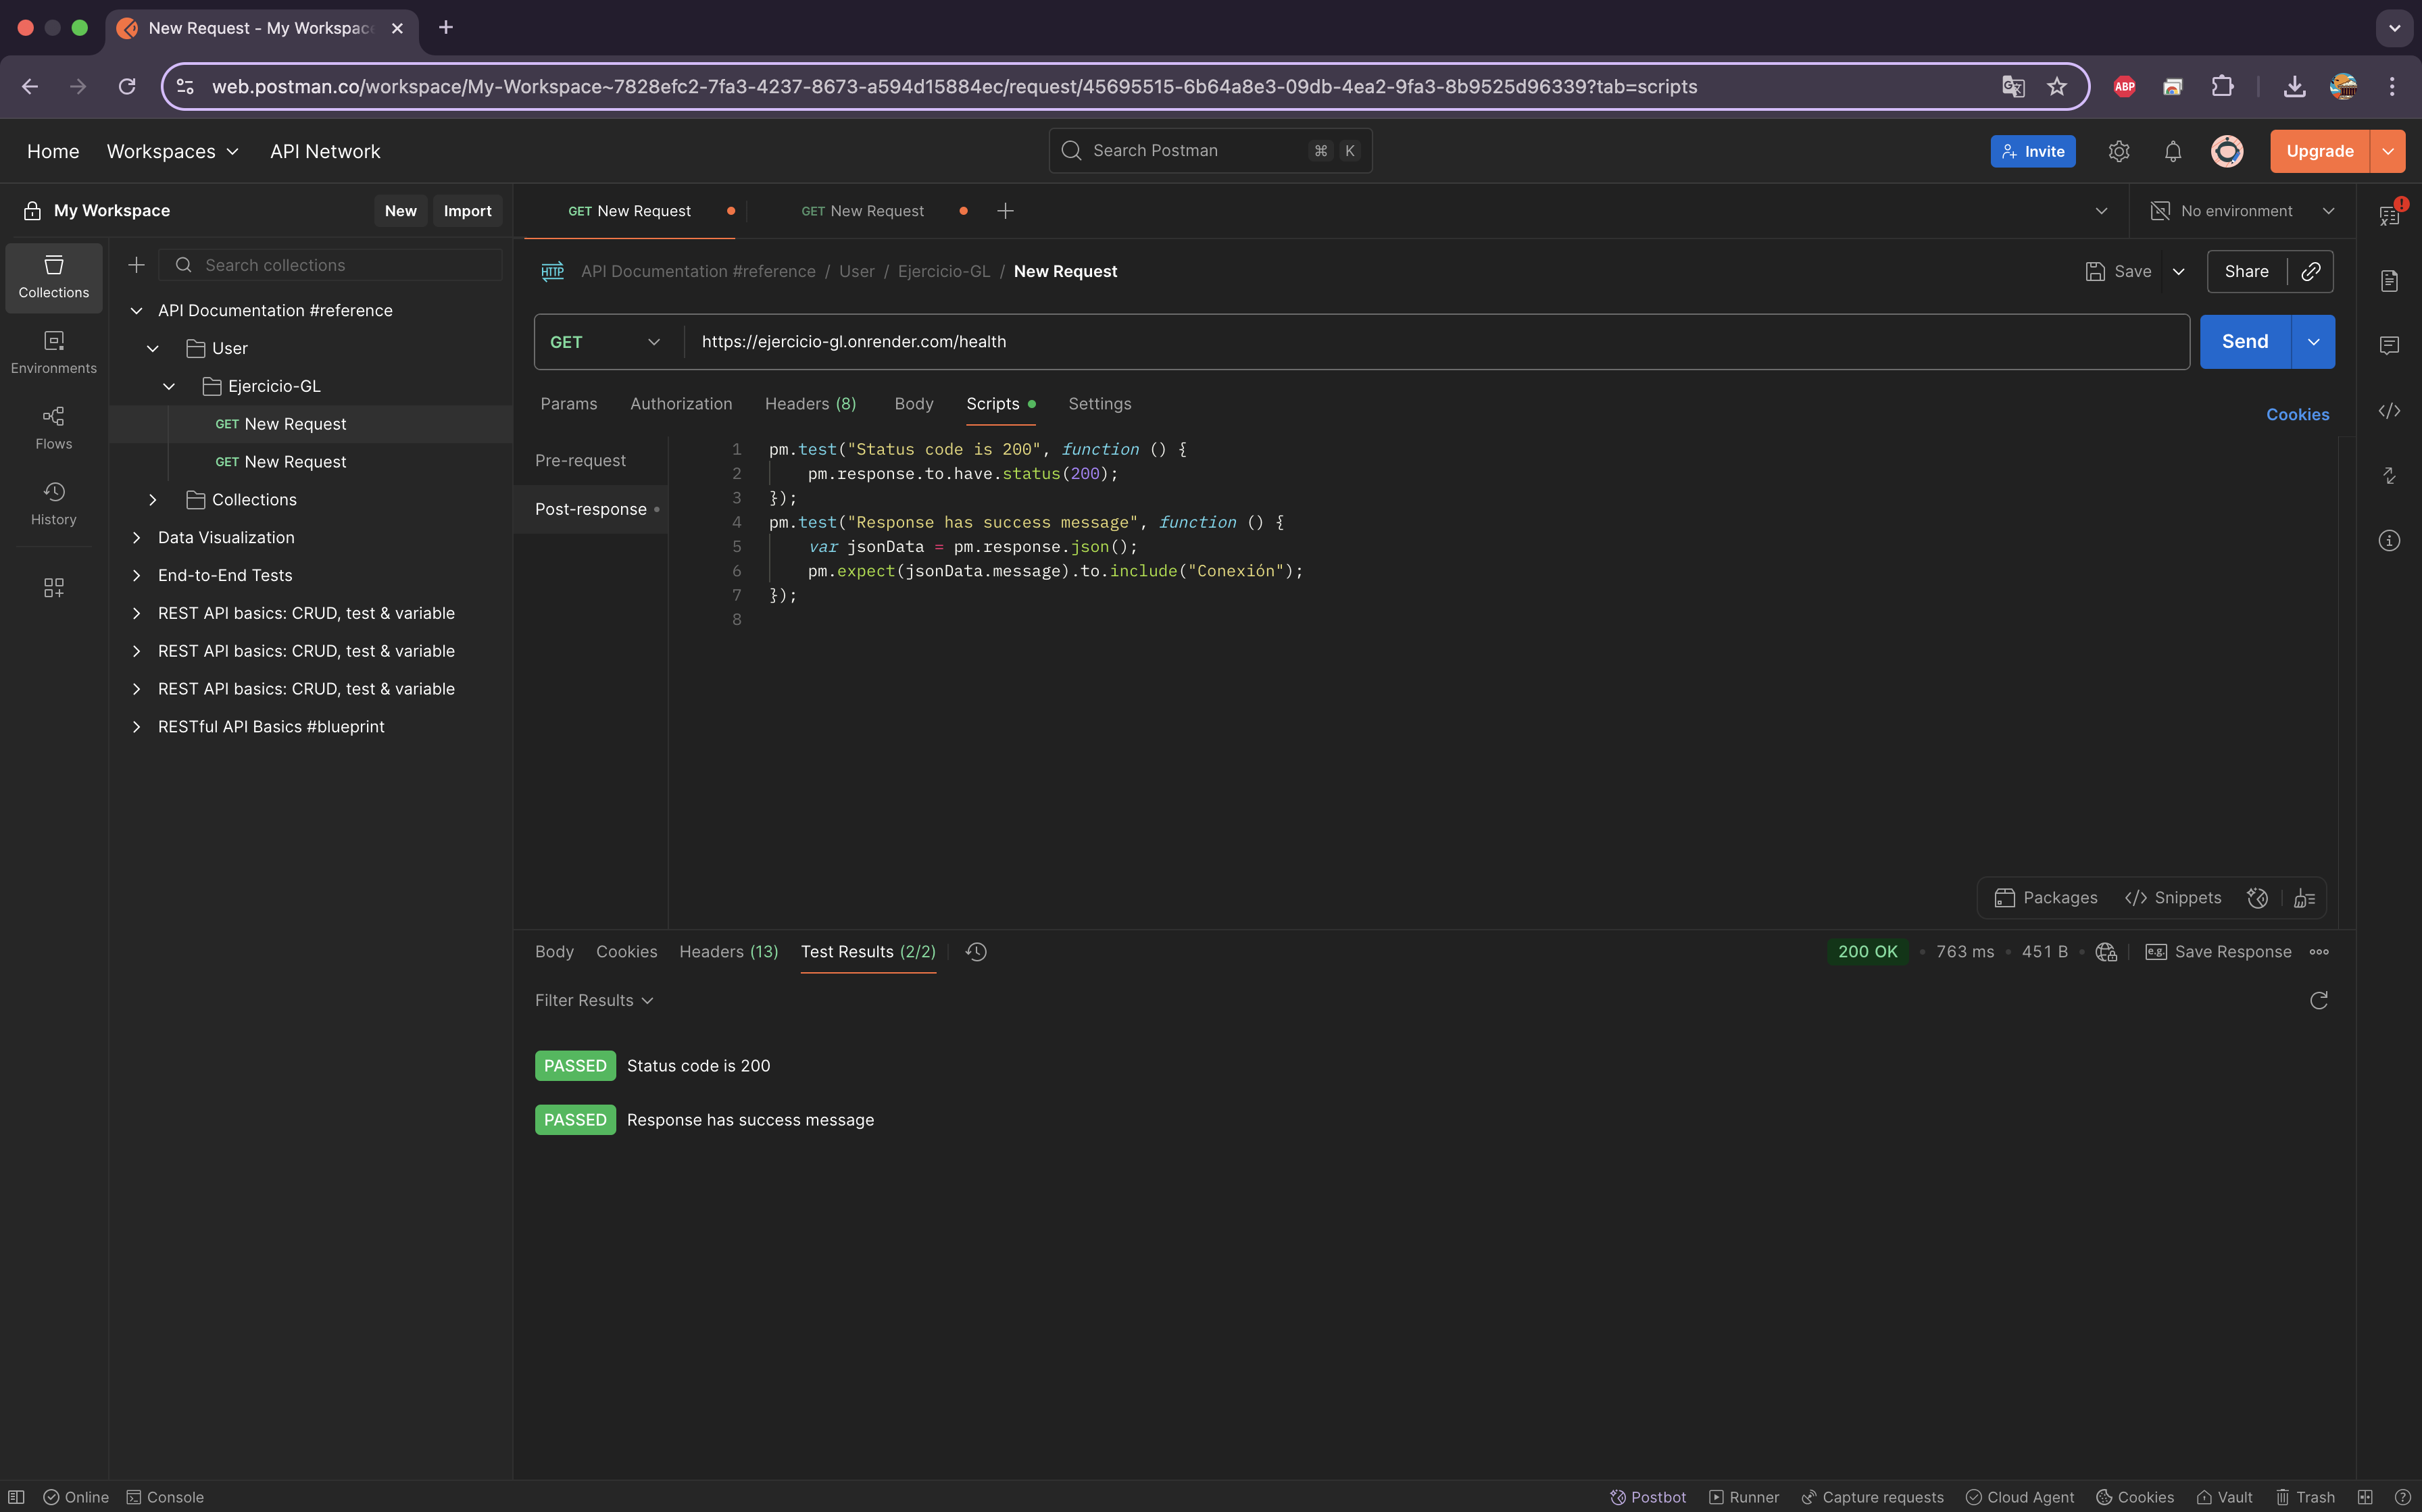 New Request - My Workspac
web.postman.co/workspace/My-Workspace~7828efc2-7fa3-4237-8673-a594d15884ec/request/45695515-6b64a8e3-09db-4ea2-9fa3-8b9525d96339?tab=scripts
ABP
Home Workspaces API Network
Search Postman ⌘ K
Invite
Upgrade
My Workspace
New Import
GET New Request
GET New Request
No environment
Collections
Environments
Flows
History
Search collections
API Documentation #reference
User
Ejercicio-GL
GET New Request
GET New Request
Collections
Data Visualization
End-to-End Tests
REST API basics: CRUD, test & variable
REST API basics: CRUD, test & variable
REST API basics: CRUD, test & variable
RESTful API Basics #blueprint
HTTP API Documentation #reference / User / Ejercicio-GL / New Request
Save
Share
GET https://ejercicio-gl.onrender.com/health
Send
Params Authorization Headers (8) Body Scripts Settings
Cookies
Pre-request
Post-response
1 pm.test("Status code is 200", function () {
2 pm.response.to.have.status(200);
3 });
4 pm.test("Response has success message", function () {
5 var jsonData = pm.response.json();
6 pm.expect(jsonData.message).to.include("Conexión");
7 });
8
Packages Snippets
Body Cookies Headers (13) Test Results (2/2)
200 OK • 763 ms • 451 B • e.g. Save Response
Filter Results
PASSED Status code is 200
PASSED Response has success message
Online Console
Postbot Runner Capture requests Cloud Agent Cookies Vault Trash